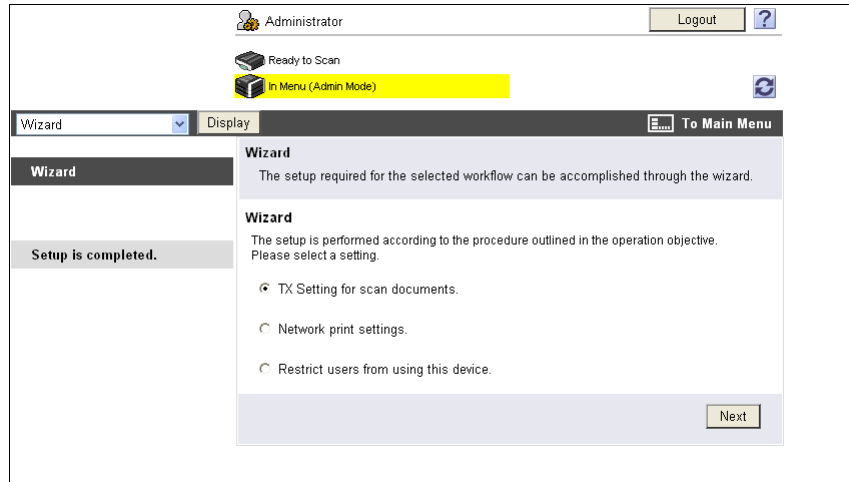 Administrator
Logout
?
Ready to Scan
In Menu (Admin Mode)
Wizard
Display
To Main Menu
Wizard
Wizard
The setup required for the selected workflow can be accomplished through the wizard.
Setup is completed.
Wizard
The setup is performed according to the procedure outlined in the operation objective.
Please select a setting.
TX Setting for scan documents.
Network print settings.
Restrict users from using this device.
Next